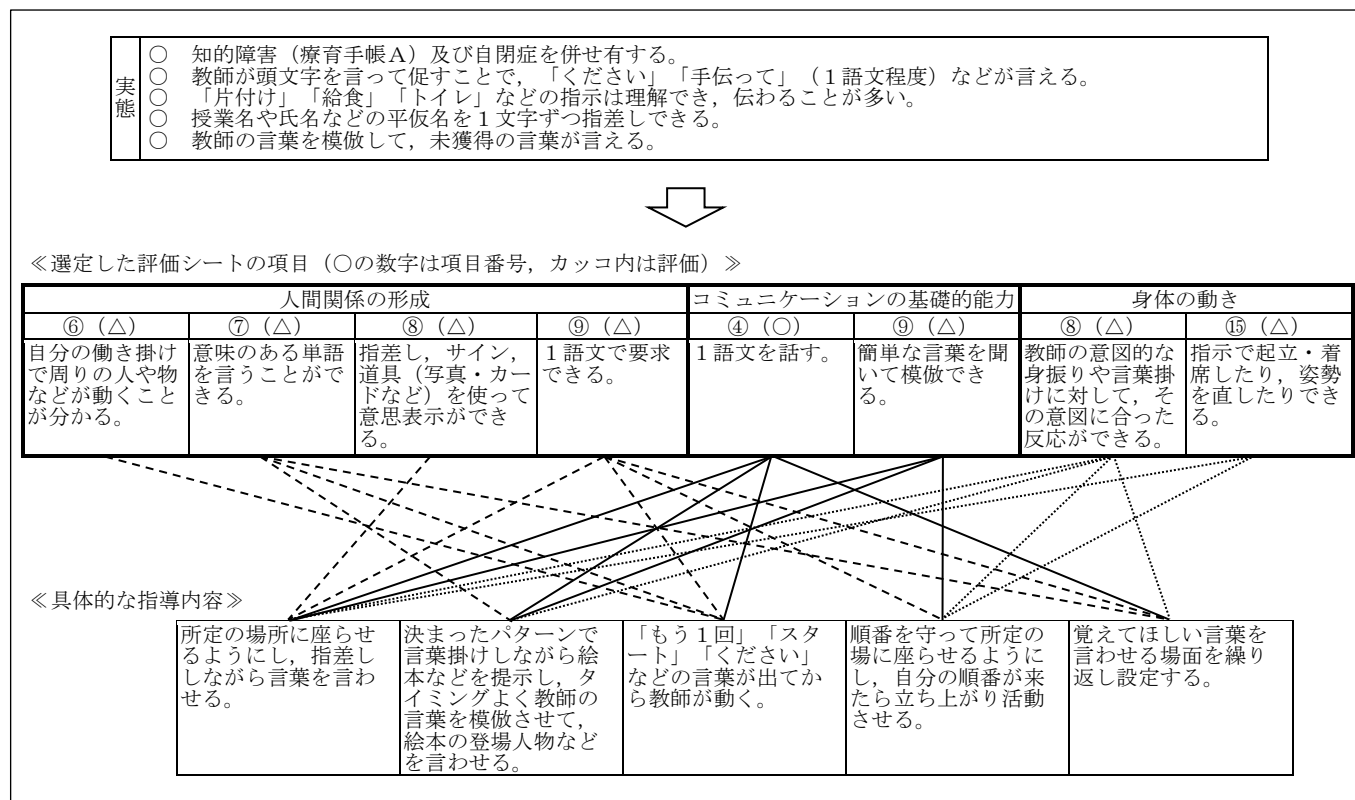 実態
○　知的障害（療育手帳Ａ）及び自閉症を併せ有する。
○　教師が頭文字を言って促すことで，「ください」「手伝って」（１語文程度）などが言える。
○　「片付け」「給食」「トイレ」などの指示は理解でき，伝わることが多い。
○　授業名や氏名などの平仮名を１文字ずつ指差しできる。
○　教師の言葉を模倣して，未獲得の言葉が言える。
≪選定した評価シートの項目（○の数字は項目番号，カッコ内は評価）≫
人間関係の形成
コミュニケーションの基礎的能力
身体の動き
⑥（△）
⑦（△）
⑧（△）
⑨（△）
④（○）
⑨（△）
⑧（△）
⑮（△）
自分の働き掛け
で周りの人や物
などが動くこと
が分かる。
意味のある単語
を言うことがで
きる。
指差し，サイン，
道具（写真・カー
ドなど）を使って
意思表示ができ
る。
１語文で要求
できる。
１語文を話す。
簡単な言葉を聞
いて模倣でき
る。
教師の意図的な
身振りや言葉掛
けに対して，そ
の意図に合った
反応ができる。
指示で起立・着
席したり，姿勢
を直したりでき
る。
≪具体的な指導内容≫
所定の場所に座らせ
るようにし，指差し
しながら言葉を言わ
せる。
決まったパターンで
言葉掛けしながら絵
本などを提示し，タ
イミングよく教師の
言葉を模倣させて，
絵本の登場人物など
を言わせる。
「もう１回」「スタ
ート」「ください」
などの言葉が出てか
ら教師が動く。
順番を守って所定の
場に座らせるように
し，自分の順番が来
たら立ち上がり活動
させる。
覚えてほしい言葉を
言わせる場面を繰り
返し設定する。